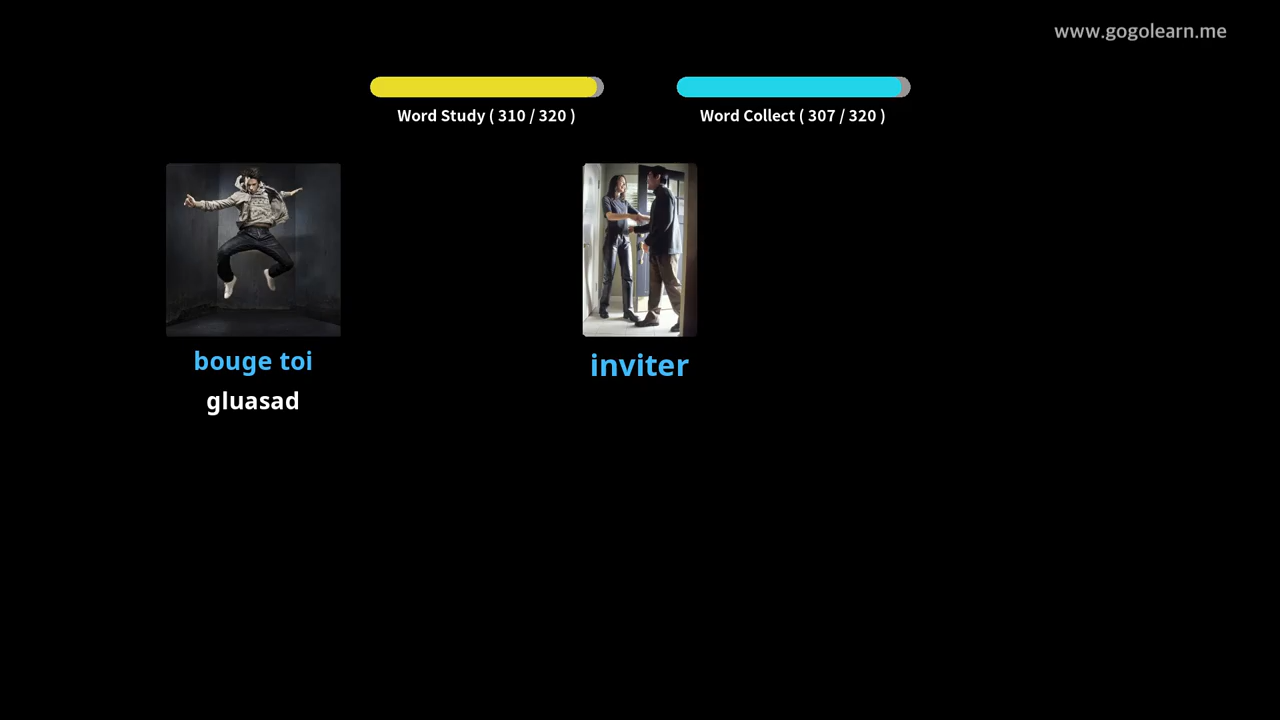 www.gogolearn.me
Word Study ( 310 / 320 )
Word Collect ( 307 / 320 )
bouge toi
gluasad
inviter